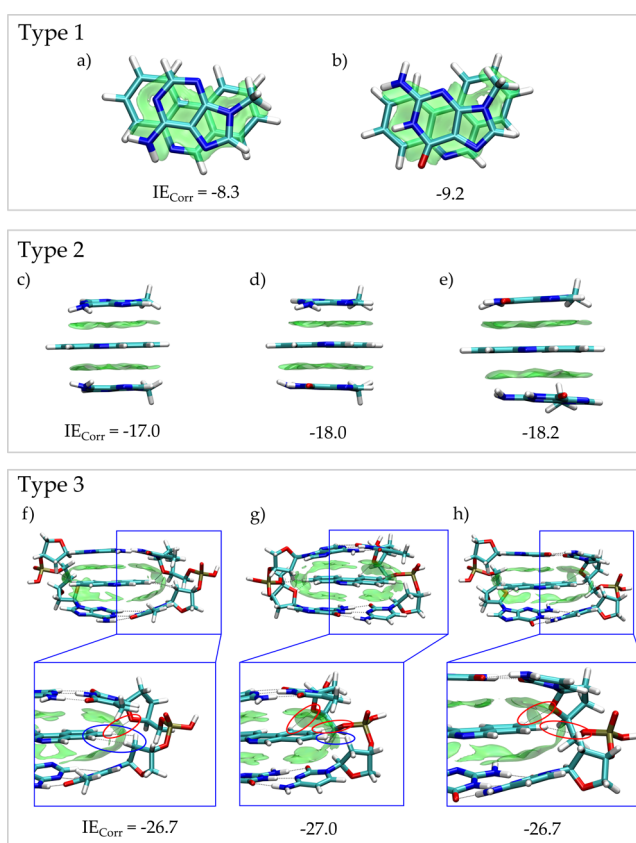 Type 1
a) b)
IE_Corr = -8.3 -9.2
Type 2
c) d) e)
IE_Corr = -17.0 -18.0 -18.2
Type 3
f) g) h)
IE_Corr = -26.7 -27.0 -26.7